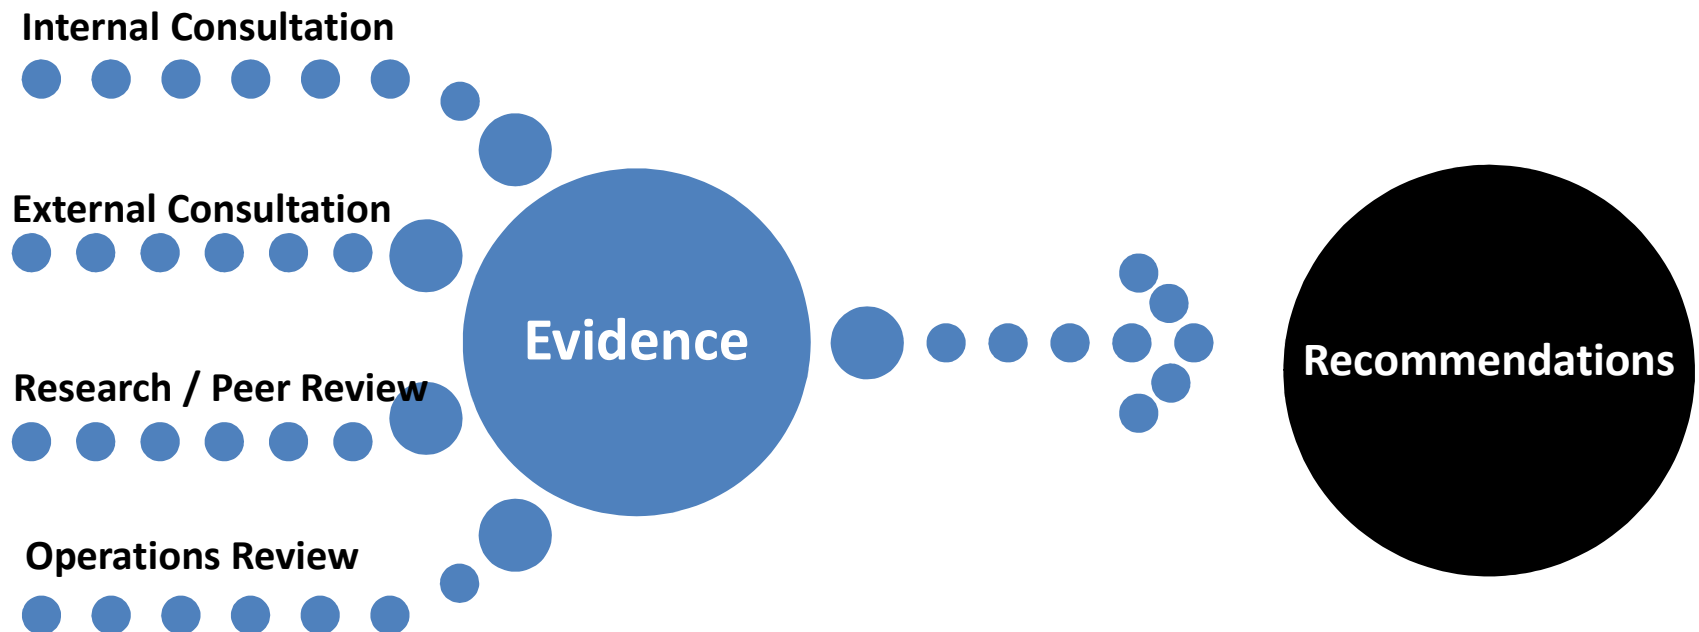 Internal Consultation
External Consultation
Evidence
Recommendations
Research / Peer Review
Operations Review